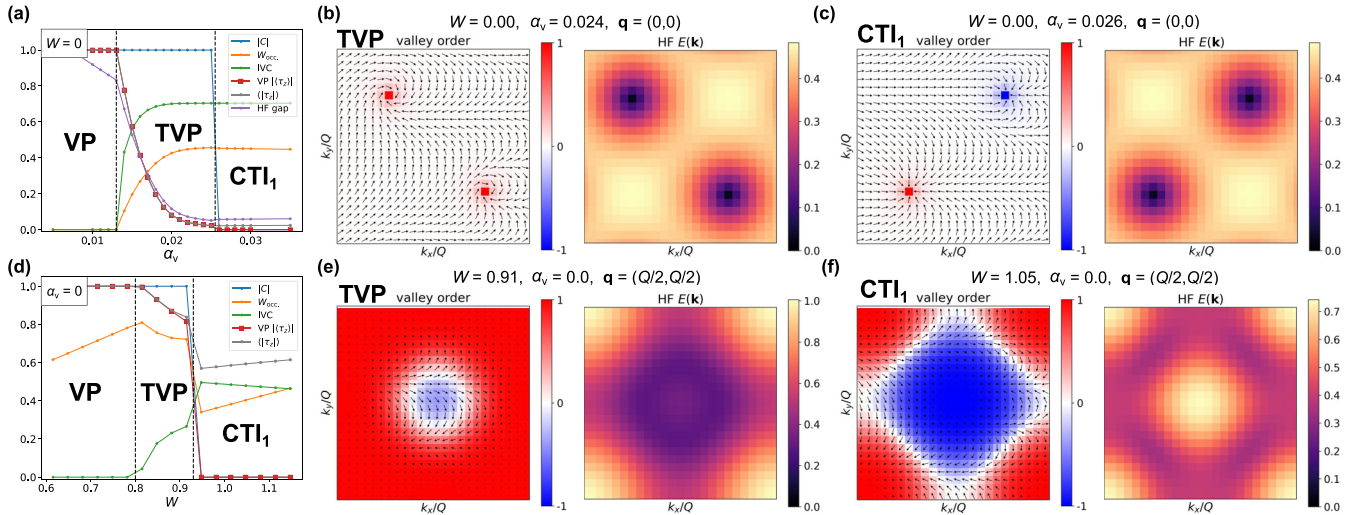 (a)
W = 0
|C|
W_occ.
IVC
VP |⟨τ_z⟩|
⟨|τ_z|⟩
HF gap
VP
TVP
CTI₁
1.0
0.8
0.6
0.4
0.2
0.0
0.01
0.02
0.03
α_v
(b)
W = 0.00, α_v = 0.024, q = (0,0)
TVP
valley order
HF E(k)
k_y/Q
k_x/Q
1
0
-1
0.4
0.3
0.2
0.1
0.0
(c)
W = 0.00, α_v = 0.026, q = (0,0)
CTI₁
valley order
HF E(k)
k_y/Q
k_x/Q
1
0
-1
0.4
0.3
0.2
0.1
0.0
(d)
α_v = 0
|C|
W_occ.
IVC
VP |⟨τ_z⟩|
⟨|τ_z|⟩
VP
TVP
CTI₁
1.0
0.8
0.6
0.4
0.2
0.0
0.6
0.7
0.8
0.9
1.0
1.1
W
(e)
W = 0.91, α_v = 0.0, q = (Q/2,Q/2)
TVP
valley order
HF E(k)
k_y/Q
k_x/Q
1
0
-1
1.0
0.8
0.6
0.4
0.2
0.0
(f)
W = 1.05, α_v = 0.0, q = (Q/2,Q/2)
CTI₁
valley order
HF E(k)
k_y/Q
k_x/Q
1
0
-1
0.7
0.6
0.5
0.4
0.3
0.2
0.1
0.0